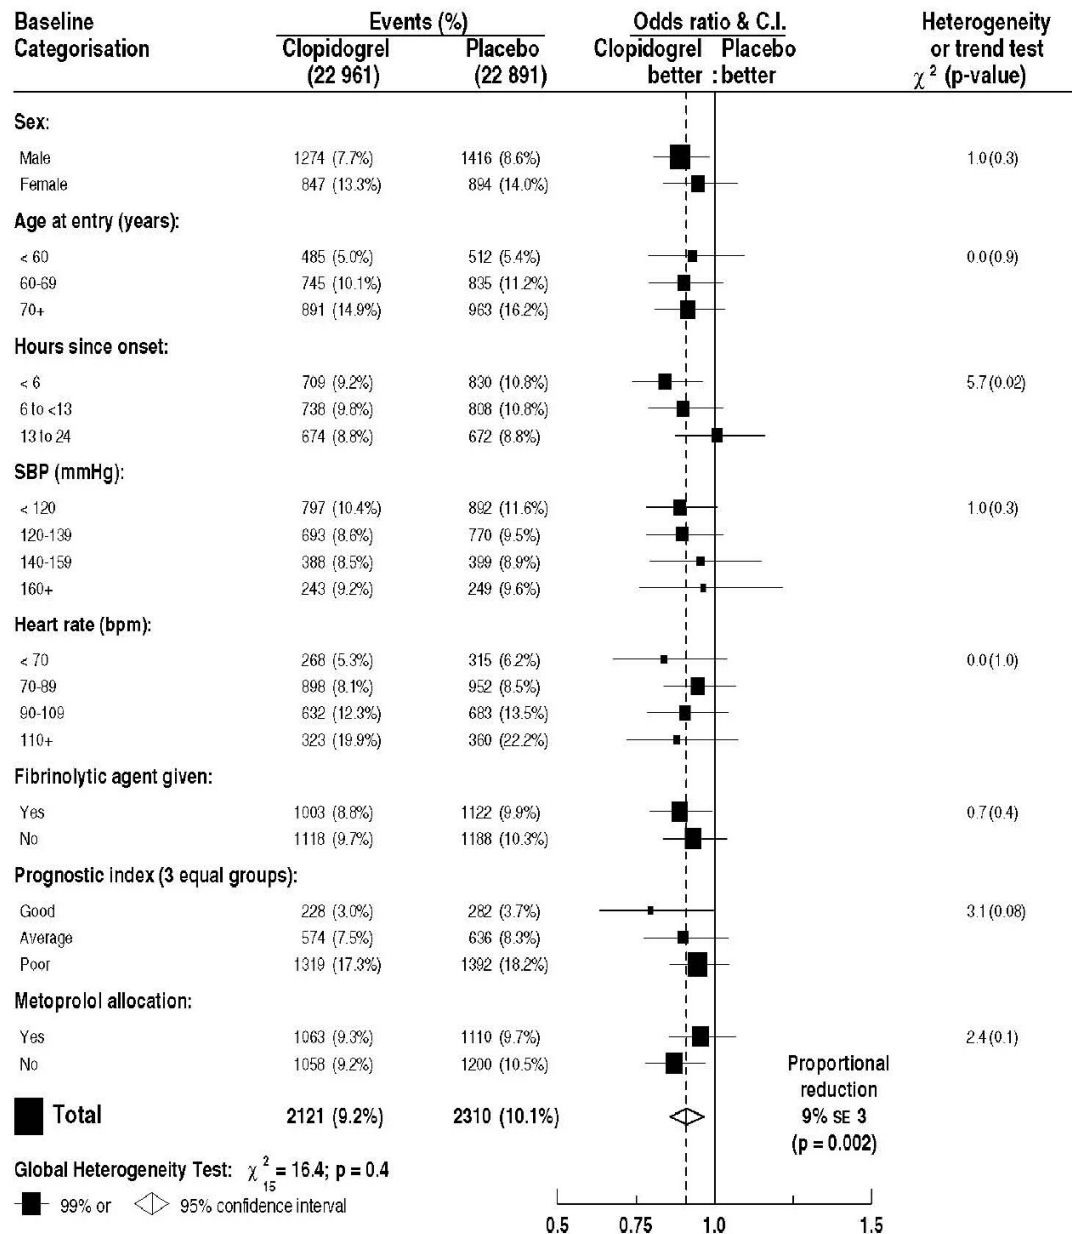 Baseline Events (%) Odds ratio & C.I. Heterogeneity
Categorisation Clopidogrel Placebo Clopidogrel Placebo or trend test
(22 961) (22 891) better : better χ 2 (p-value)
Sex:
Male 1274 (7.7%) 1416 (8.6%) 1.0 (0.3)
Female 847 (13.3%) 894 (14.0%)
Age at entry (years):
< 60 485 (5.0%) 512 (5.4%) 0.0 (0.9)
60-69 745 (10.1%) 835 (11.2%)
70+ 891 (14.9%) 963 (16.2%)
Hours since onset:
< 6 709 (9.2%) 830 (10.8%) 5.7 (0.02)
6 to <13 738 (9.8%) 808 (10.8%)
13 to 24 674 (8.8%) 672 (8.8%)
SBP (mmHg):
< 120 797 (10.4%) 892 (11.6%) 1.0 (0.3)
120-139 693 (8.6%) 770 (9.5%)
140-159 388 (8.5%) 399 (8.9%)
160+ 243 (9.2%) 249 (9.6%)
Heart rate (bpm):
< 70 268 (5.3%) 315 (6.2%) 0.0 (1.0)
70-89 898 (8.1%) 952 (8.5%)
90-109 632 (12.3%) 683 (13.5%)
110+ 323 (19.9%) 360 (22.2%)
Fibrinolytic agent given:
Yes 1003 (8.8%) 1122 (9.9%) 0.7 (0.4)
No 1118 (9.7%) 1188 (10.3%)
Prognostic index (3 equal groups):
Good 228 (3.0%) 282 (3.7%) 3.1 (0.08)
Average 574 (7.5%) 636 (8.3%)
Poor 1319 (17.3%) 1392 (18.2%)
Metoprolol allocation:
Yes 1063 (9.3%) 1110 (9.7%) 2.4 (0.1)
No 1058 (9.2%) 1200 (10.5%) Proportional
reduction
Total 2121 (9.2%) 2310 (10.1%) 9% SE 3
(p = 0.002)
Global Heterogeneity Test: χ 2 15 = 16.4; p = 0.4
99% or 95% confidence interval
0.5 0.75 1.0 1.5